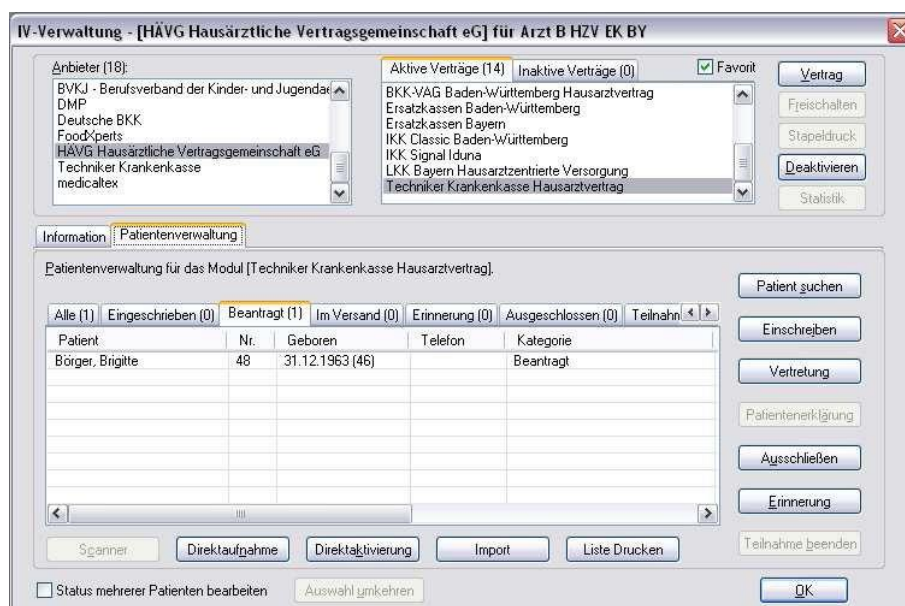 IV-Verwaltung - [HÄVG Hausärztliche Vertragsgemeinschaft eG] für Arzt B HZV EK BY
Anbieter (18):
BVKJ - Berufsverband der Kinder- und Jugendae
DMP
Deutsche BKK
FoodXperts
HÄVG Hausärztliche Vertragsgemeinschaft eG
Techniker Krankenkasse
medicaltex
Aktive Verträge (14) Inaktive Verträge (0) Favorit
BKK-VAG Baden-Württemberg Hausarztvertrag
Ersatzkassen Baden-Württemberg
Ersatzkassen Bayern
IKK Classic Baden-Württemberg
IKK Signal Iduna
LKK Bayern Hausarztzentrierte Versorgung
Techniker Krankenkasse Hausarztvertrag
Vertrag
Freischalten
Stapeldruck
Deaktivieren
Statistik
Information Patientenverwaltung
Patientenverwaltung für das Modul [Techniker Krankenkasse Hausarztvertrag].
Alle (1) Eingeschrieben (0) Beantragt (1) Im Versand (0) Erinnerung (0) Ausgeschlossen (0) Teilnahm
Patient Nr. Geboren Telefon Kategorie
Börger, Brigitte 48 31.12.1963 (46) Beantragt
Patient suchen
Einschreiben
Vertretung
Patientenerklärung
Ausschließen
Erinnerung
Teilnahme beenden
Scanner Direktaufnahme Direktaktivierung Import Liste Drucken
Status mehrerer Patienten bearbeiten Auswahl umkehren OK